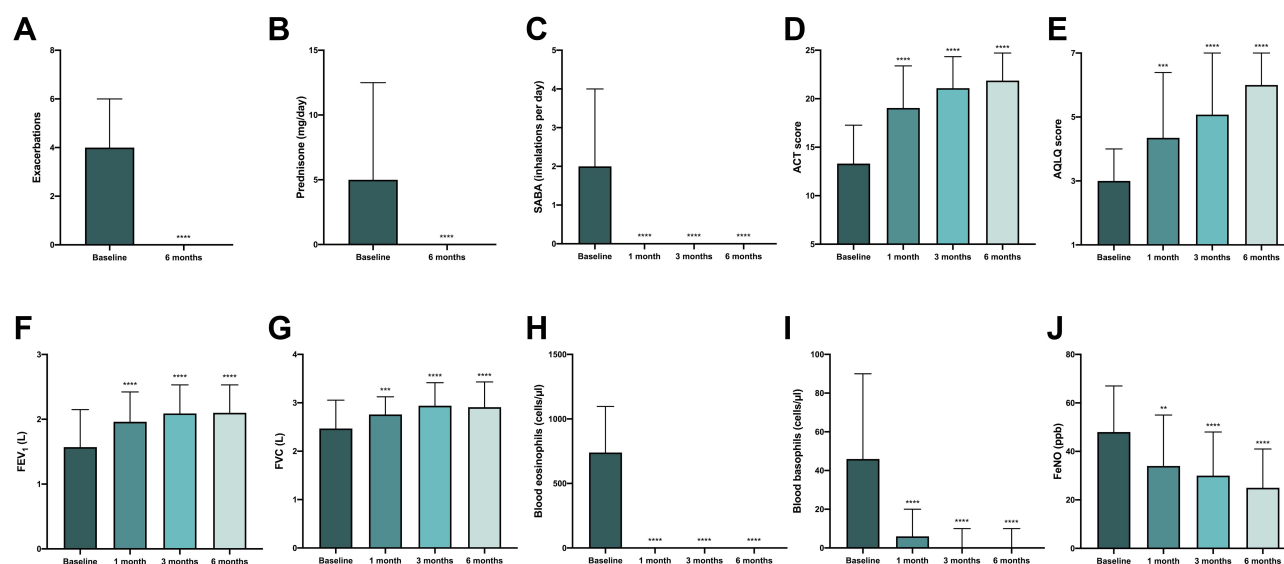 A
Exacerbations
8
6
4
2
0
****
Baseline 6 months
B
Prednisone (mg/day)
15
10
5
0
****
Baseline 6 months
C
SABA (inhalations per day)
5
4
3
2
1
0
**** **** ****
Baseline 1 month 3 months 6 months
D
ACT score
25
20
15
10
5
**** **** ****
Baseline 1 month 3 months 6 months
E
AQLQ score
7
5
3
1
*** **** ****
Baseline 1 month 3 months 6 months
F
FEV₁ (L)
3
2
1
0
**** **** ****
Baseline 1 month 3 months 6 months
G
FVC (L)
4
3
2
1
0
*** **** ****
Baseline 1 month 3 months 6 months
H
Blood eosinophils (cells/µl)
1500
1000
500
0
**** **** ****
Baseline 1 month 3 months 6 months
I
Blood basophils (cells/µl)
100
80
60
40
20
0
**** **** ****
Baseline 1 month 3 months 6 months
J
FeNO (ppb)
80
60
40
20
0
** **** ****
Baseline 1 month 3 months 6 months